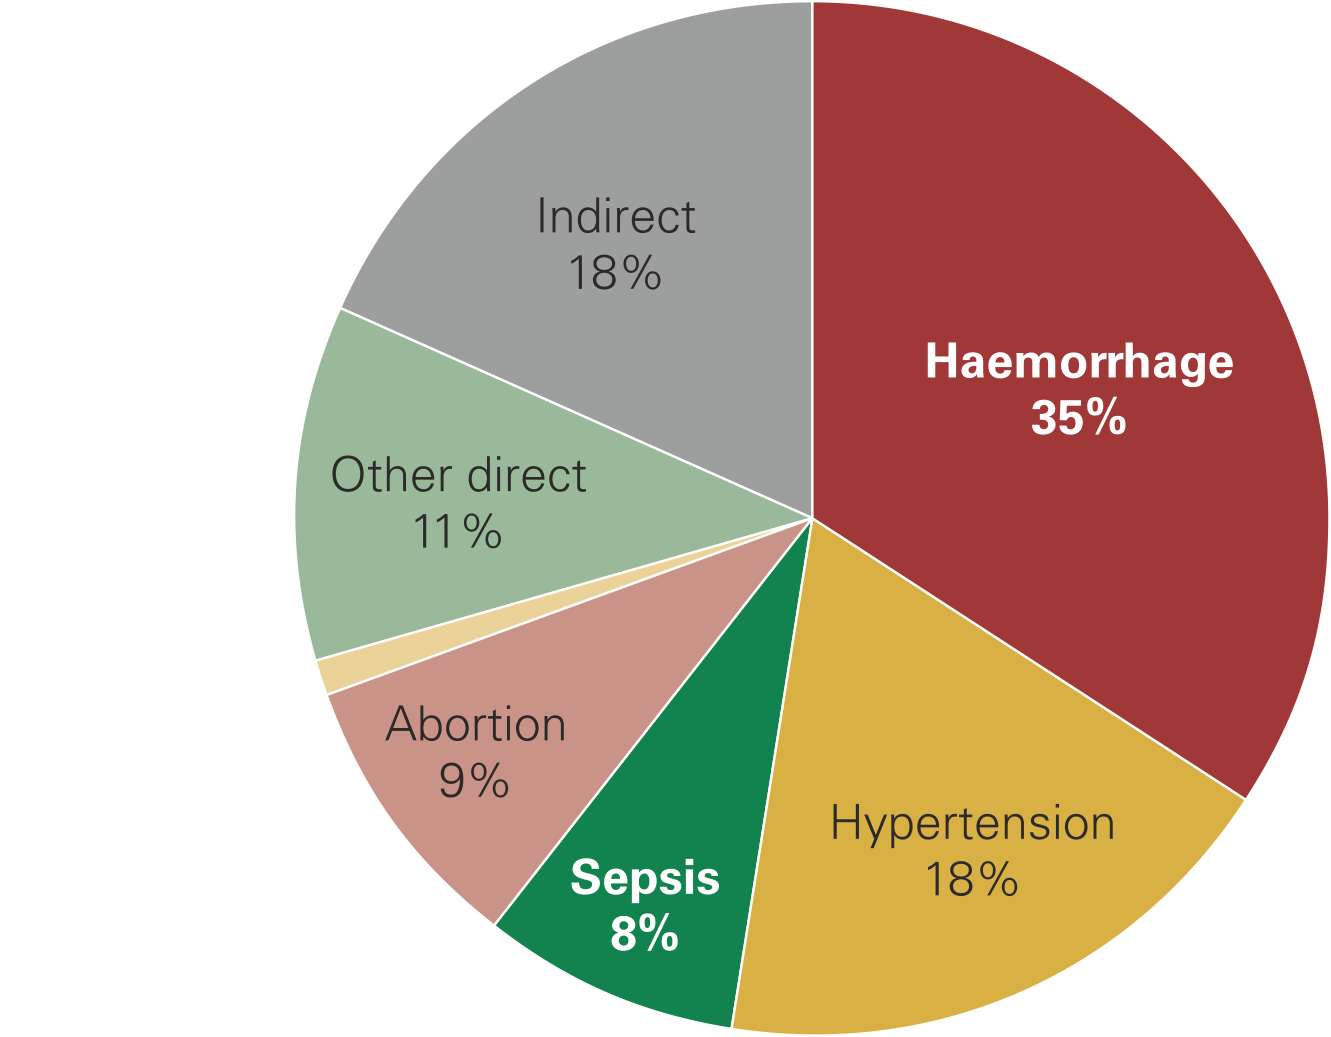 Indirect
18%
Haemorrhage
35%
Other direct
11%
Abortion
9%
Hypertension
18%
Sepsis
8%